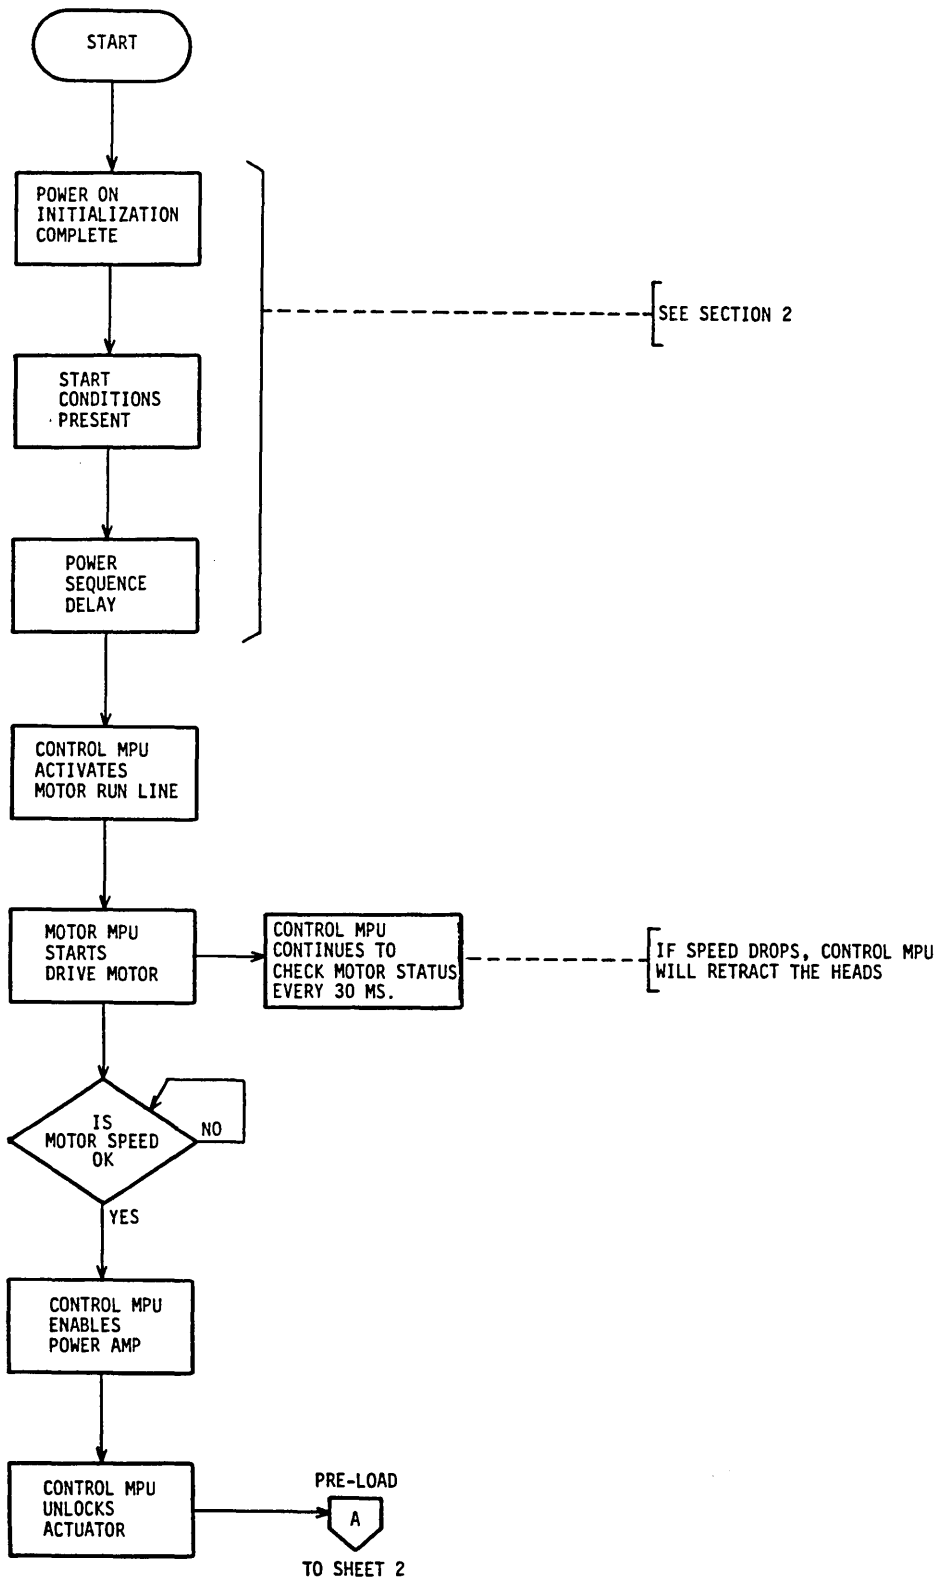 START
POWER ON
INITIALIZATION
COMPLETE
SEE SECTION 2
START
CONDITIONS
PRESENT
POWER
SEQUENCE
DELAY
CONTROL MPU
ACTIVATES
MOTOR RUN LINE
MOTOR MPU
STARTS
DRIVE MOTOR
CONTROL MPU
CONTINUES TO
CHECK MOTOR STATUS
EVERY 30 MS.
IF SPEED DROPS, CONTROL MPU
WILL RETRACT THE HEADS
IS
MOTOR SPEED
OK
NO
YES
CONTROL MPU
ENABLES
POWER AMP
CONTROL MPU
UNLOCKS
ACTUATOR
PRE-LOAD
A
TO SHEET 2